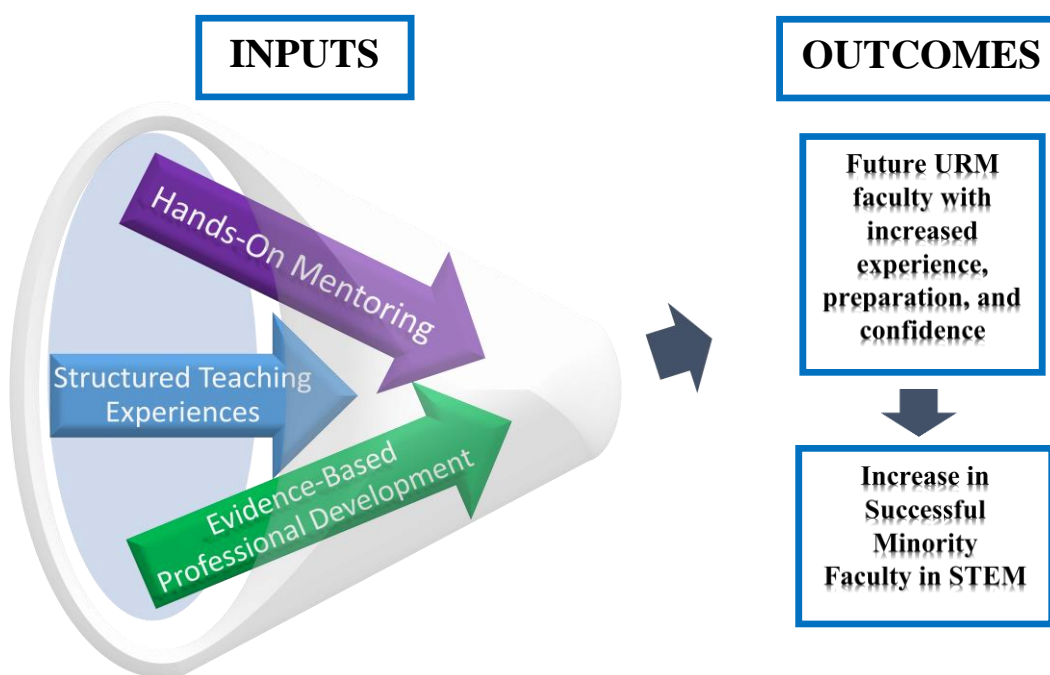 INPUTS
Hands-On Mentoring
Structured Teaching
Experiences
Evidence-Based
Professional Development
OUTCOMES
Future URM
faculty with
increased
experience,
preparation, and
confidence
Increase in
Successful
Minority
Faculty in STEM